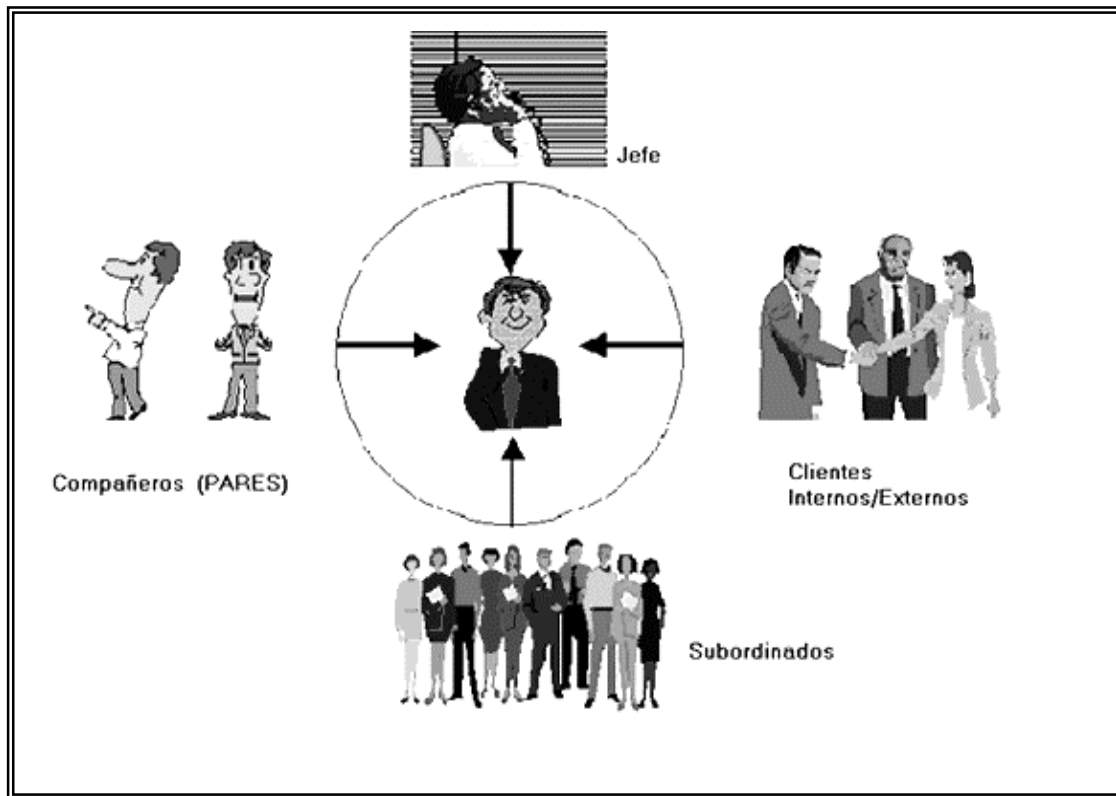 Jefe
Compañeros (PARES)
Clientes
Internos/Externos
Subordinados